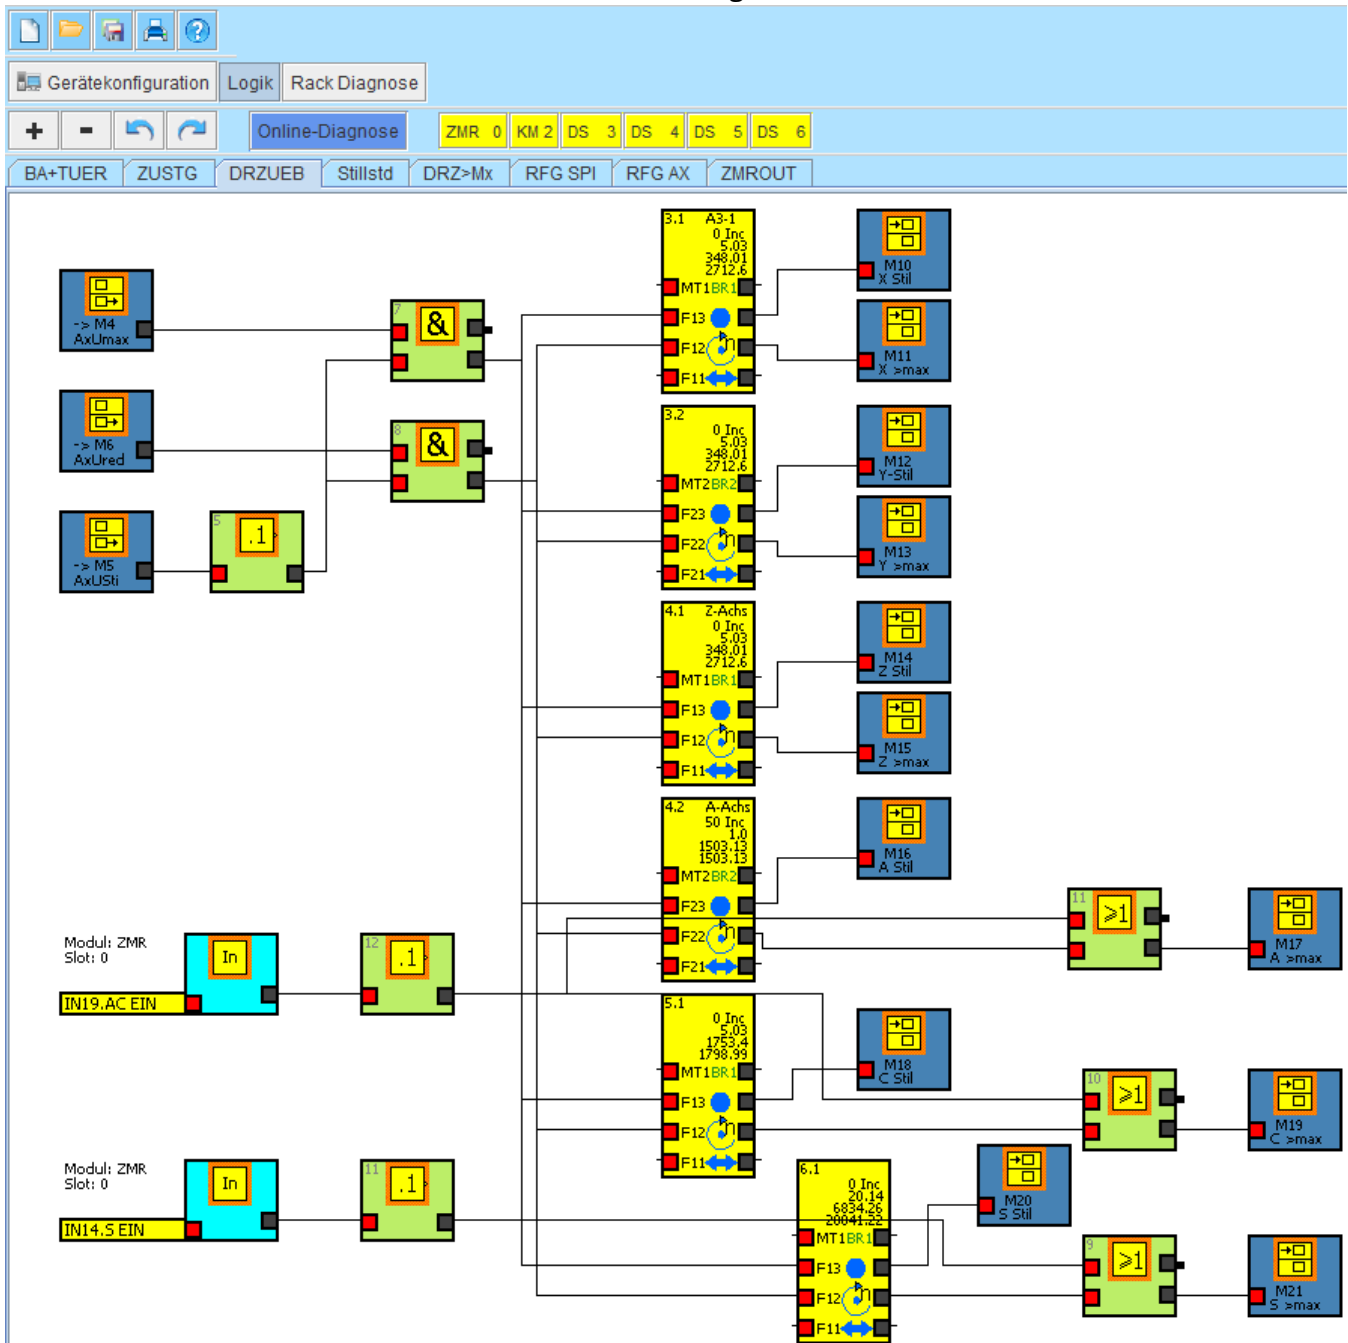 Gerätekonfiguration
Logik
Rack Diagnose
+
-
Online-Diagnose
ZMR 0
KM 2
DS 3
DS 4
DS 5
DS 6
BA+TUER
ZUSTG
DRZUEB
Stillstd
DRZ>Mx
RFG SPI
RFG AX
ZMROUT
-> M4
AxUmax
-> M6
AxUred
-> M5
AxUSti
7
&
8
&
5
.1
3.1 A3-1
0 Inc
5.03
348.01
2712.6
MT1BR1
F13
F12
F11
M10
X Stil
M11
X >max
3.2
0 Inc
5.03
348.01
2712.6
MT2BR2
F23
F22
F21
M12
Y-Stil
M13
Y >max
4.1 Z-Achs
0 Inc
5.03
348.01
2712.6
MT1BR1
F13
F12
F11
M14
Z Stil
M15
Z >max
4.2 A-Achs
50 Inc
1.0
1503.13
1503.13
MT2BR2
F23
F22
F21
M16
A Stil
11
≥1
M17
A >max
Modul: ZMR
Slot: 0
In
IN19.AC EIN
12
.1
5.1
0 Inc
5.03
1753.4
1798.99
MT1BR1
F13
F12
F11
M18
C Stil
10
≥1
M19
C >max
Modul: ZMR
Slot: 0
In
IN14.S EIN
11
.1
6.1
0 Inc
20.14
6834.26
20041.22
MT1BR1
F13
F12
F11
M20
S Stil
9
≥1
M21
S >max